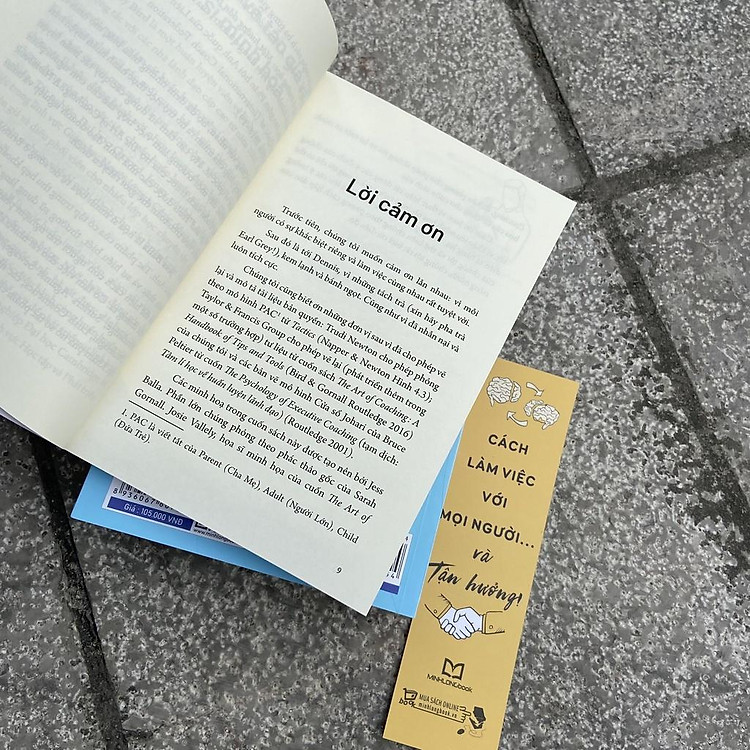 Lời cảm ơn
Trước tiên, chúng tôi muốn cảm ơn lẫn nhau: vì mỗi
người có sự khác biệt riêng và làm việc cùng nhau rất tuyệt vời.
Sau đó là tới Dennis, vì những tách trà (xin hãy pha trà
Earl Grey!), kem lạnh và bánh ngọt. Cũng như vì đã nhẫn nại và
luôn tích cực.
Chúng tôi cũng biết ơn những đơn vị sau vì đã cho phép vẽ
lại và mô tả tài liệu bản quyền: Trudi Newton cho phép phỏng
theo mô hình PAC¹ từ Tactics (Napper & Newton Hình 4.3);
Taylor & Francis Group cho phép vẽ lại (phát triển thêm trong
một số trường hợp) tư liệu từ cuốn sách The Art of Coaching: A
Handbook of Tips and Tools (Bird & Gornall Routledge 2016)
của chúng tôi và các bản vẽ mô hình Cửa sổ Johari của Bruce
Peltier từ cuốn The Psychology of Executive Coaching (tạm dịch:
Tâm lí học về huấn luyện lãnh đạo) (Routledge 2001).
Các minh họa trong cuốn sách này được tạo nên bởi Jess
Balla. Phần lớn chúng phỏng theo phác thảo gốc của Sarah
Gornall. Josie Vallely, họa sĩ minh họa của cuốn The Art of
1. PAC là viết tắt của Parent (Cha Mẹ), Adult (Người Lớn), Child
(Đứa Trẻ).
9
Giá : 105.000 VNĐ
CÁCH
LÀM VIỆC
VỚI
MỌI NGƯỜI...
và
Tận hưởng!
MINHLONGbook
MUA SÁCH ONLINE
minhlongbook.vn